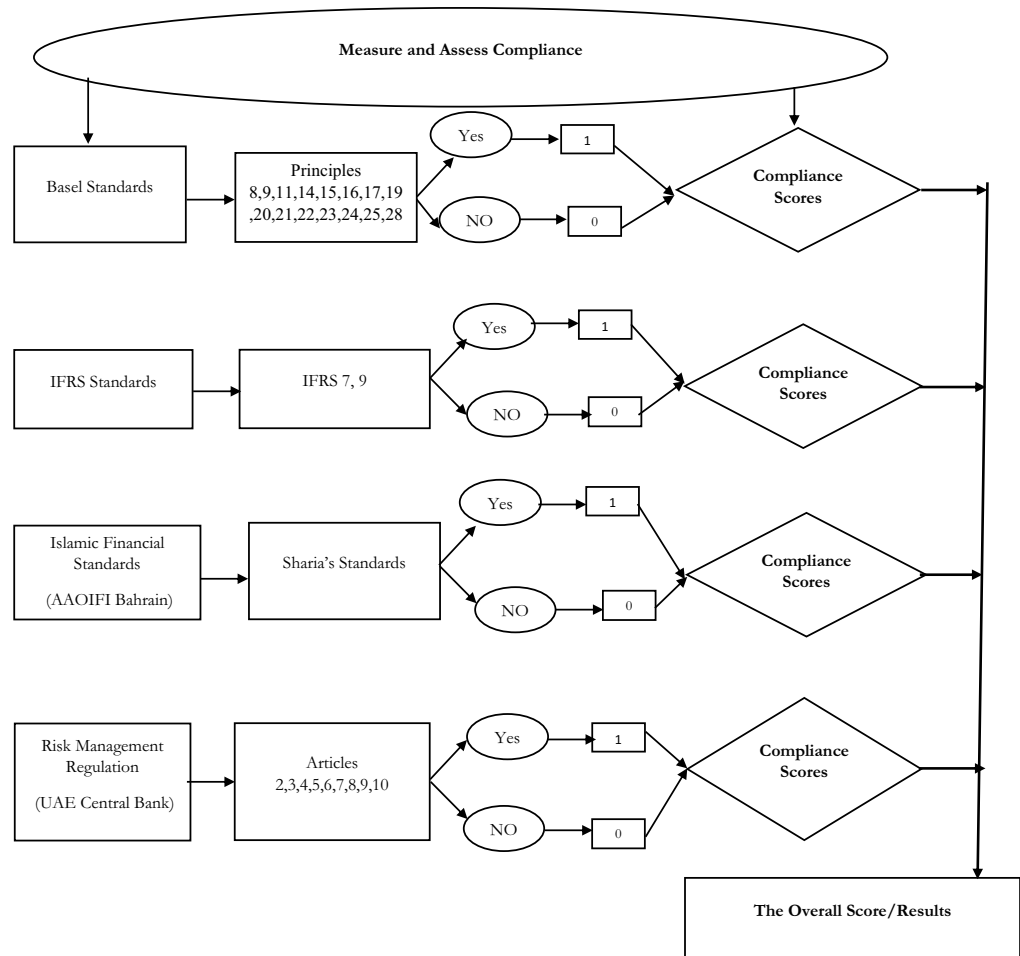 Measure and Assess Compliance
Basel Standards
Principles
8,9,11,14,15,16,17,19
,20,21,22,23,24,25,28
Yes
1
NO
0
Compliance
Scores
IFRS Standards
IFRS 7, 9
Yes
1
NO
0
Compliance
Scores
Islamic Financial
Standards
(AAOIFI Bahrain)
Sharia’s Standards
Yes
1
NO
0
Compliance
Scores
Risk Management
Regulation
(UAE Central Bank)
Articles
2,3,4,5,6,7,8,9,10
Yes
1
NO
0
Compliance
Scores
The Overall Score/Results